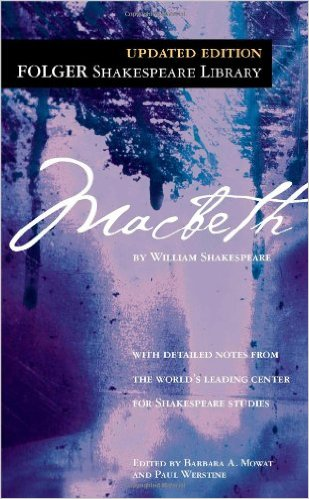 UPDATED EDITION
FOLGER SHAKESPEARE LIBRARY
Macbeth
BY WILLIAM SHAKESPEARE
WITH DETAILED NOTES FROM
THE WORLD'S LEADING CENTER
FOR SHAKESPEARE STUDIES
EDITED BY BARBARA A. MOWAT
AND PAUL WERSTINE